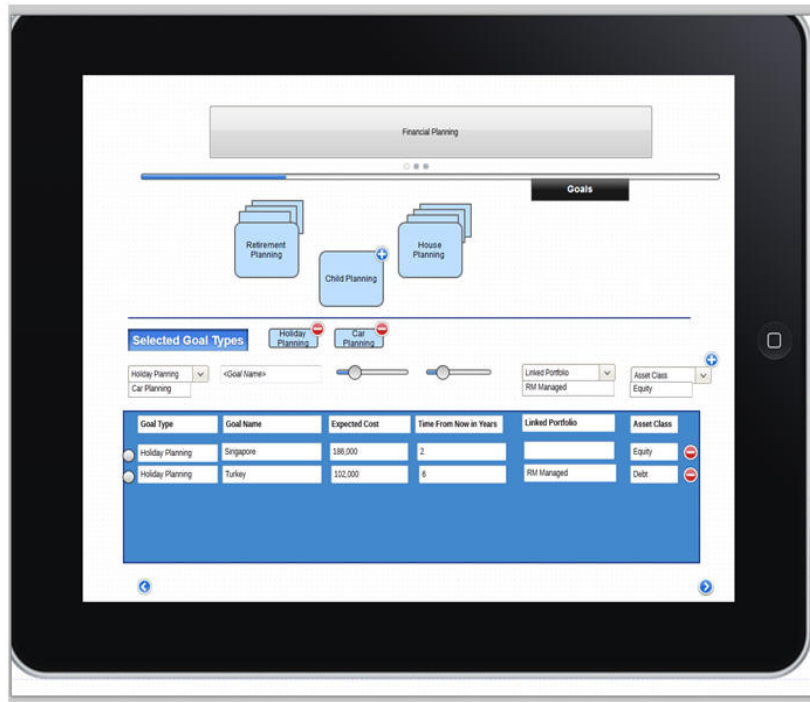 Financial Planning
Goals
Retirement
Planning
House
Planning
Child Planning
Selected Goal Types
Holiday
Planning
Car
Planning
Holiday Planning
Car Planning
<Goal Name>
Linked Portfolio
RM Managed
Asset Class
Equity
Goal Type Goal Name Expected Cost Time From Now in Years Linked Portfolio Asset Class
Holiday Planning Singapore 186,000 2 Equity
Holiday Planning Turkey 102,000 6 RM Managed Debt